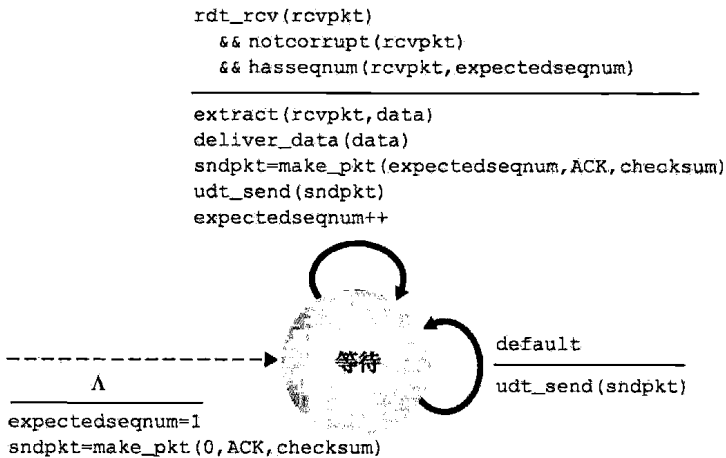 rdt_rcv(rcvpkt)
&& notcorrupt(rcvpkt)
&& hasseqnum(rcvpkt,expectedseqnum)
extract(rcvpkt,data)
deliver_data(data)
sndpkt=make_pkt(expectedseqnum,ACK,checksum)
udt_send(sndpkt)
expectedseqnum++
等待
default
udt_send(sndpkt)
Λ
expectedseqnum=1
sndpkt=make_pkt(0,ACK,checksum)